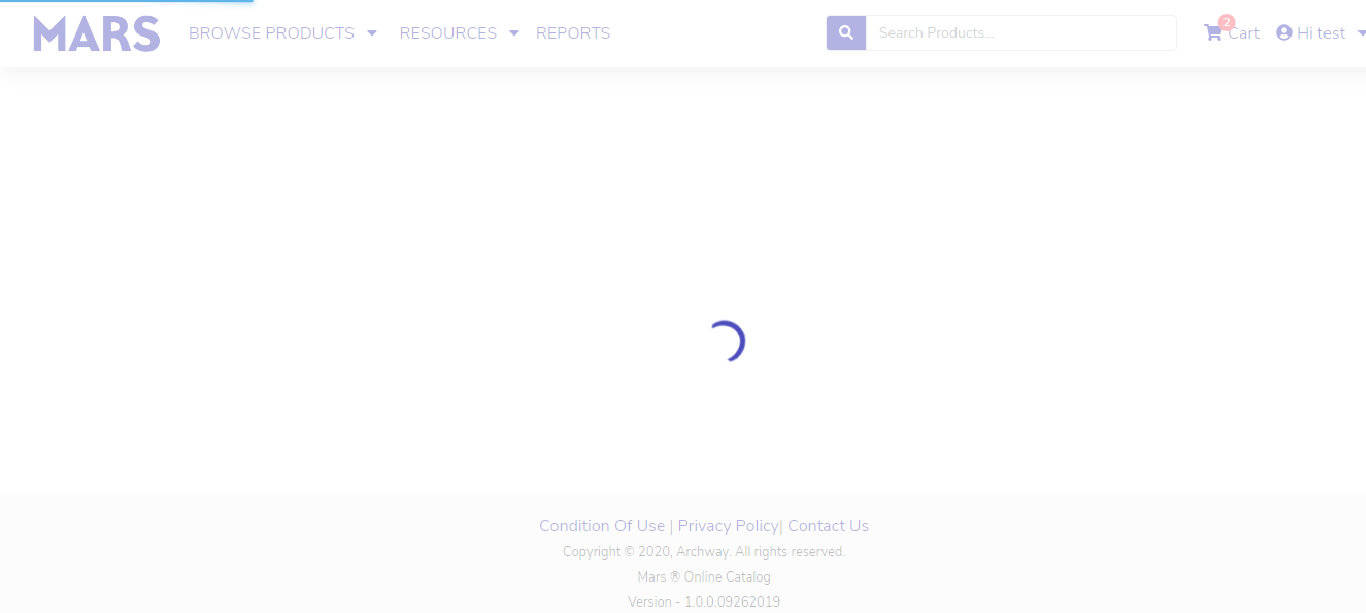 MARS BROWSE PRODUCTS RESOURCES REPORTS Search Products... 2 Cart Hi test
Condition Of Use | Privacy Policy| Contact Us
Copyright © 2020, Archway. All rights reserved.
Mars ® Online Catalog
Version - 1.0.0.09262019